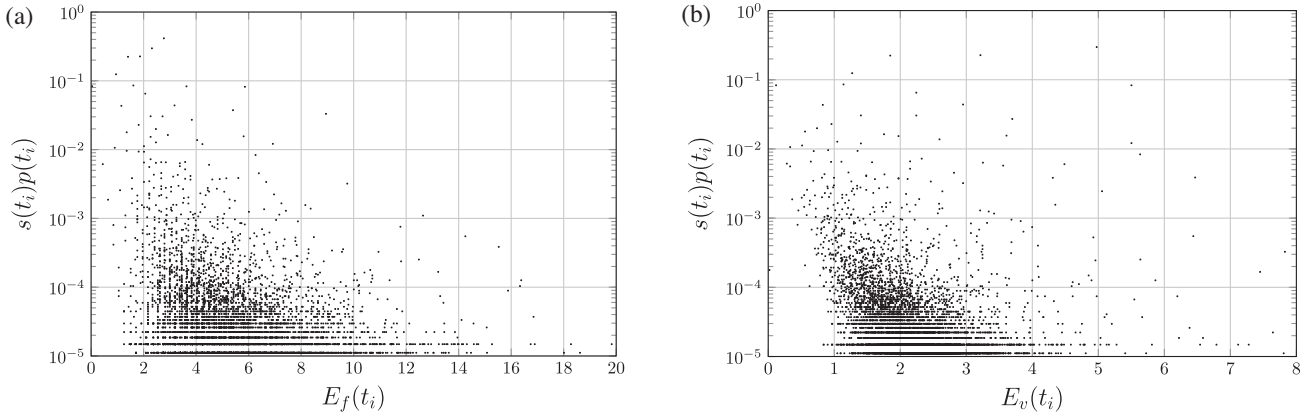 (a)
10^0
10^{-1}
10^{-2}
10^{-3}
10^{-4}
10^{-5}
s(t_i)p(t_i)
0 2 4 6 8 10 12 14 16 18 20
E_f(t_i)
(b)
10^0
10^{-1}
10^{-2}
10^{-3}
10^{-4}
10^{-5}
s(t_i)p(t_i)
0 1 2 3 4 5 6 7 8
E_v(t_i)